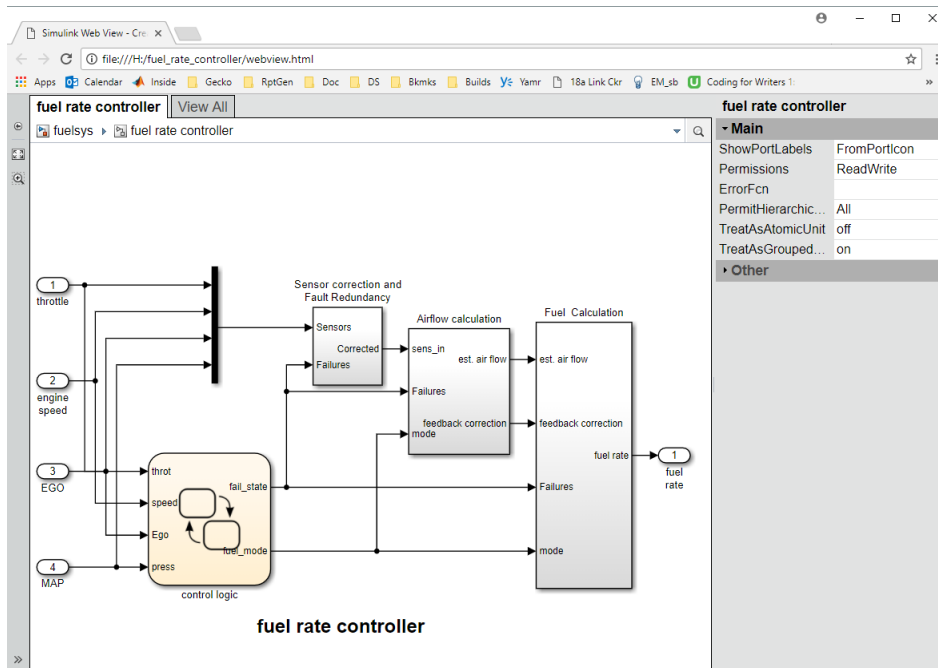 Simulink Web View - Cre
file:///H:/fuel_rate_controller/webview.html
Apps Calendar Inside Gecko RptGen Doc DS Bkmks Builds Yamr 18a Link Ckr EM_sb Coding for Writers 1: »
fuel rate controller View All
fuelsys fuel rate controller
fuel rate controller
Main
ShowPortLabels FromPortIcon
Permissions ReadWrite
ErrorFcn
PermitHierarchic... All
TreatAsAtomicUnit off
TreatAsGrouped... on
Other
1
throttle
2
engine
speed
3
EGO
4
MAP
Sensor correction and
Fault Redundancy
Sensors
Corrected
Failures
Airflow calculation
sens_in
est. air flow
Failures
feedback correction
mode
Fuel Calculation
est. air flow
feedback correction
fuel rate
Failures
mode
1
fuel
rate
throt
fail_state
speed
Ego
fuel_mode
press
control logic
fuel rate controller
»